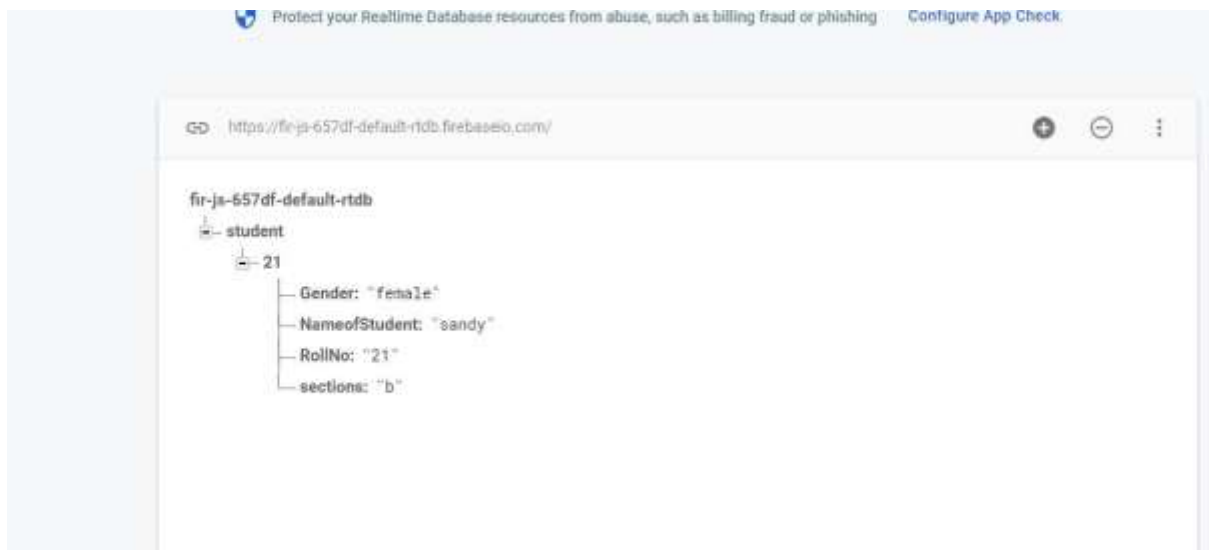 Protect your Realtime Database resources from abuse, such as billing fraud or phishing Configure App Check
https://fir-js-657df-default-rtdb.firebaseio.com/
fir-js-657df-default-rtdb
student
21
Gender: "female"
NameofStudent: "sandy"
RollNo: "21"
sections: "b"